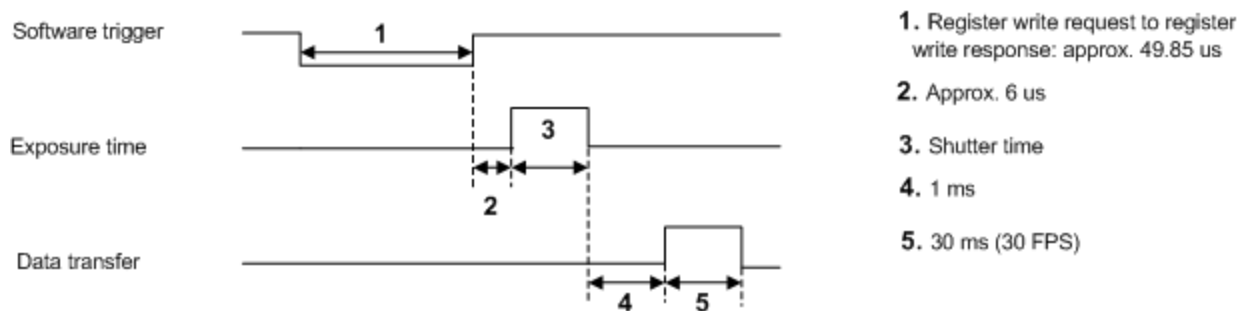 Software trigger
1
1. Register write request to register
write response: approx. 49.85 us
2. Approx. 6 us
Exposure time
3
3. Shutter time
2
4. 1 ms
Data transfer
5. 30 ms (30 FPS)
4
5